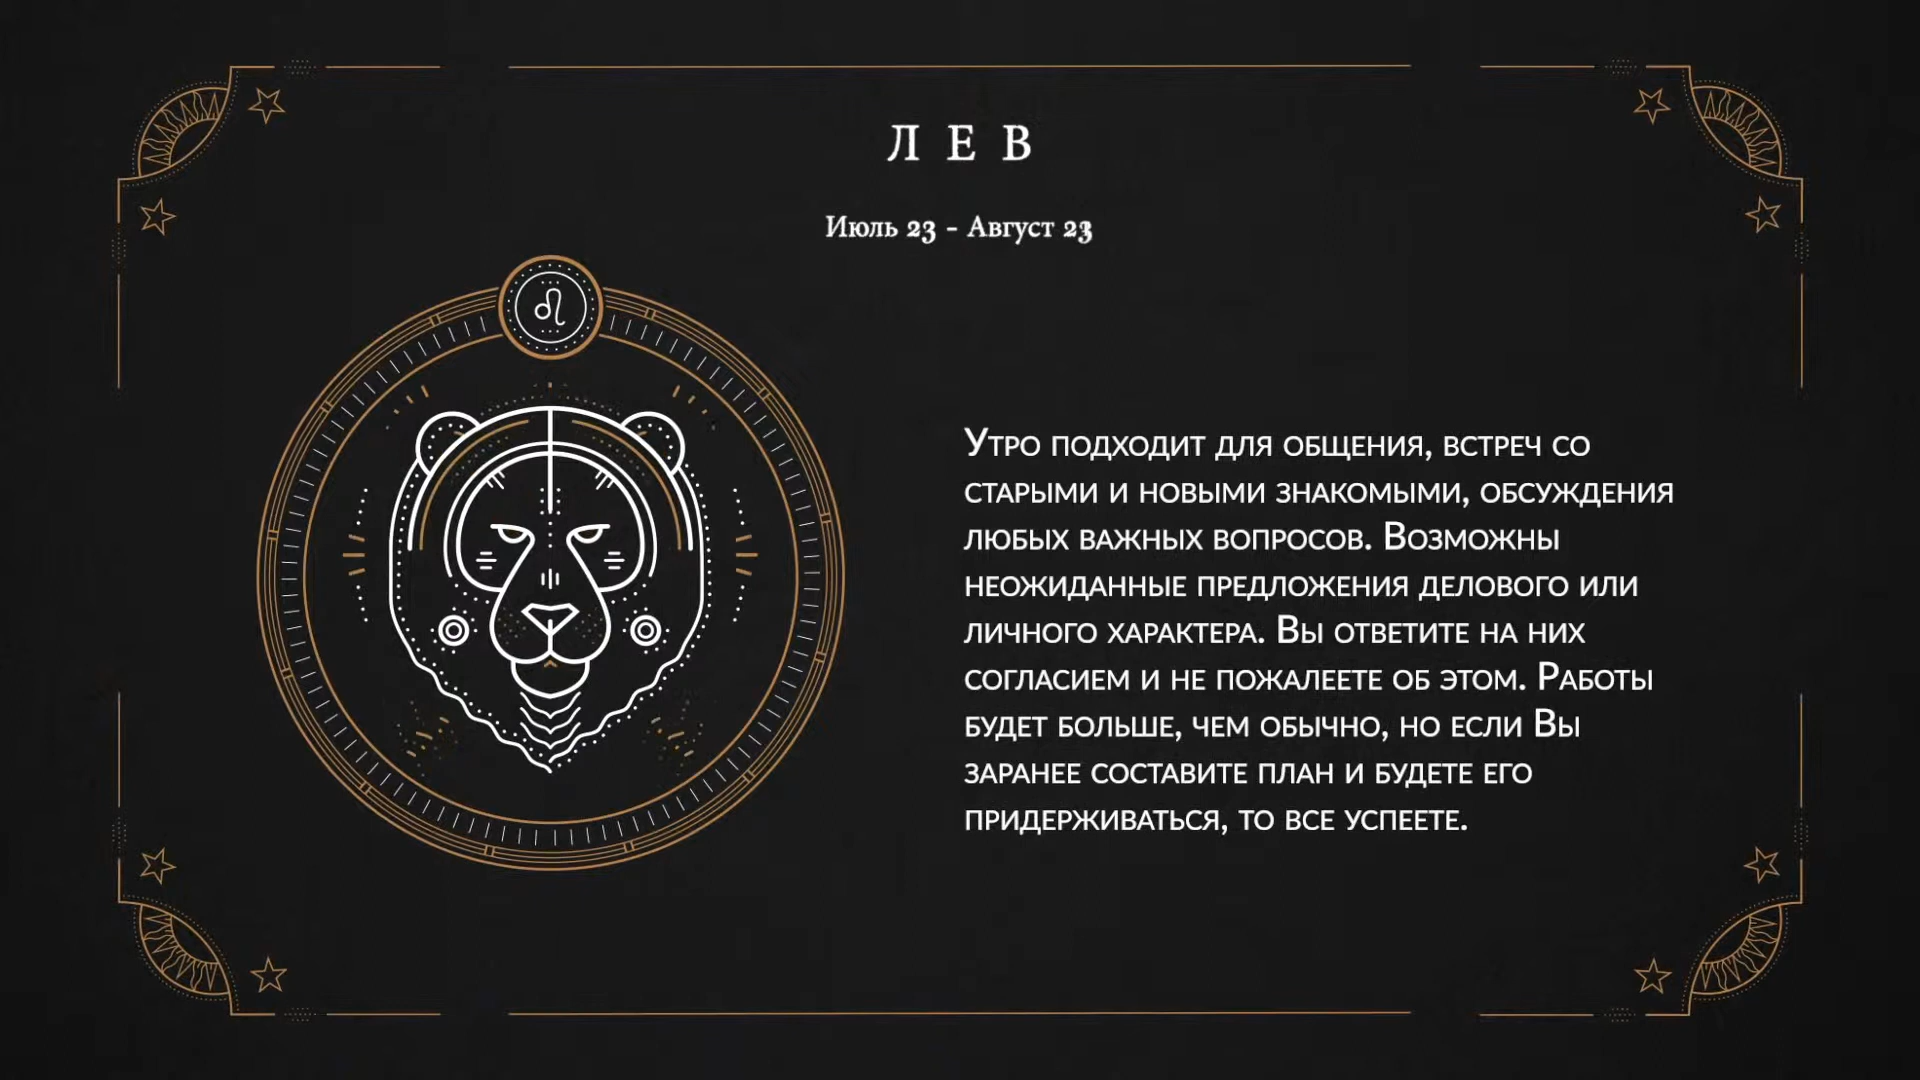 ЛЕВ
Июль 23 - Август 23
Утро подходит для общения, встреч со
старыми и новыми знакомыми, обсуждения
любых важных вопросов. Возможны
неожиданные предложения делового или
личного характера. Вы ответите на них
согласием и не пожалеете об этом. Работы
будет больше, чем обычно, но если Вы
заранее составите план и будете его
придерживаться, то все успеете.